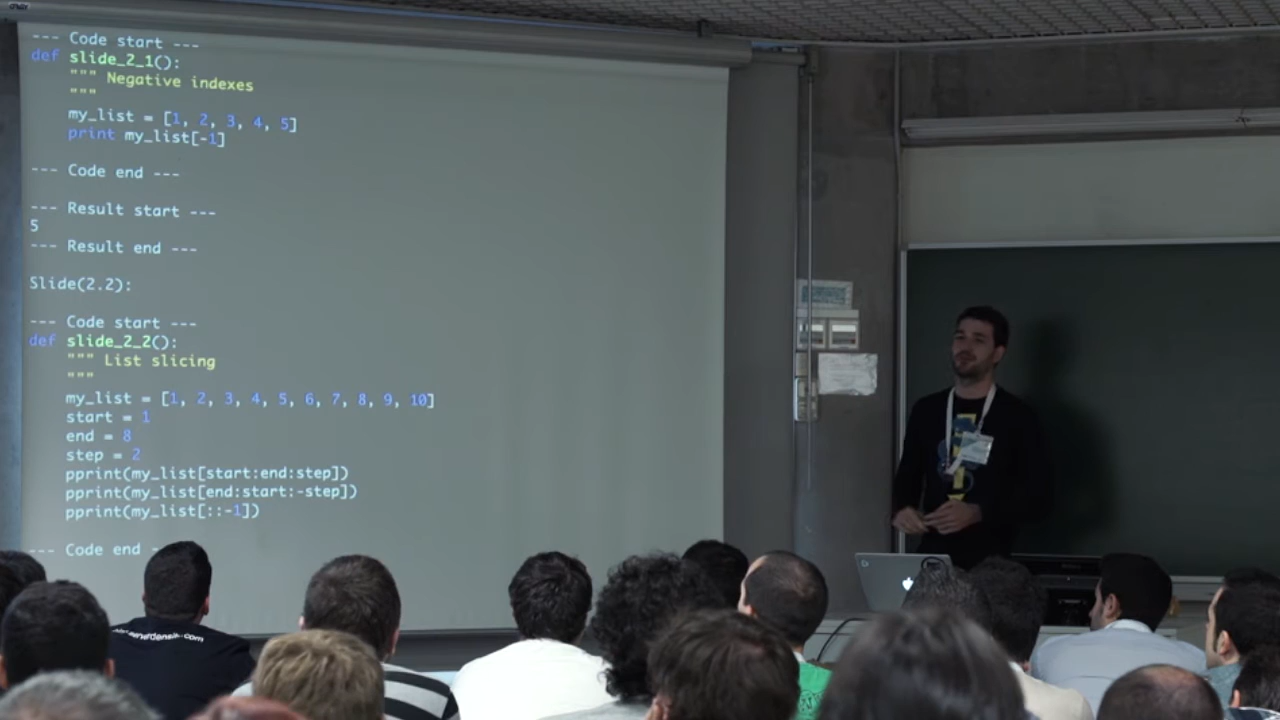 --- Code start ---
def slide_2_1():
    """ Negative indexes
    """
    my_list = [1, 2, 3, 4, 5]
    print my_list[-1]
--- Code end ---
--- Result start ---
5
--- Result end ---
Slide(2.2):
--- Code start ---
def slide_2_2():
    """ List slicing
    """
    my_list = [1, 2, 3, 4, 5, 6, 7, 8, 9, 10]
    start = 1
    end = 8
    step = 2
    pprint(my_list[start:end:step])
    pprint(my_list[end:start:-step])
    pprint(my_list[::-1])
--- Code end -